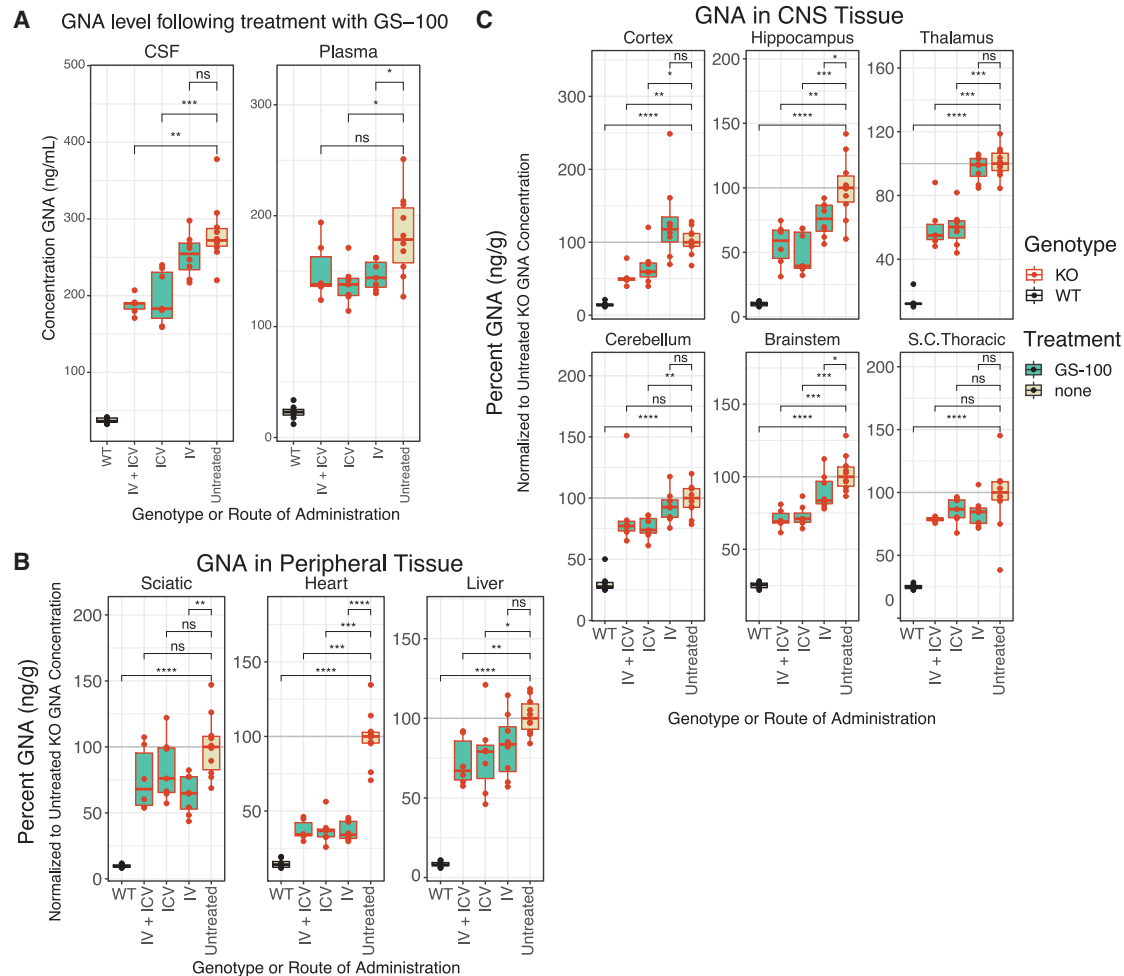 A
GNA level following treatment with GS−100
CSF
Plasma
Concentration GNA (ng/mL)
500
400
300
200
100
ns
***
**
300
200
100
0
*
*
ns
WT
IV + ICV
ICV
IV
Untreated
WT
IV + ICV
ICV
IV
Untreated
Genotype or Route of Administration
B
GNA in Peripheral Tissue
Sciatic
Heart
Liver
Percent GNA (ng/g)
Normalized to Untreated KO GNA Concentration
200
150
100
50
0
**
ns
ns
****
150
100
50
****
***
***
****
150
100
50
0
ns
*
**
****
WT
IV + ICV
ICV
IV
Untreated
WT
IV + ICV
ICV
IV
Untreated
WT
IV + ICV
ICV
IV
Untreated
Genotype or Route of Administration
C
GNA in CNS Tissue
Cortex
Hippocampus
Thalamus
Percent GNA (ng/g)
Normalized to Untreated KO GNA Concentration
300
200
100
0
ns
*
**
****
200
150
100
50
0
*
***
**
****
160
120
80
40
ns
***
***
****
Cerebellum
Brainstem
S.C.Thoracic
200
150
100
50
0
ns
**
ns
****
150
100
50
0
*
***
***
****
200
150
100
50
0
ns
ns
ns
****
WT
IV + ICV
ICV
IV
Untreated
WT
IV + ICV
ICV
IV
Untreated
WT
IV + ICV
ICV
IV
Untreated
Genotype or Route of Administration
Genotype
KO
WT
Treatment
GS-100
none